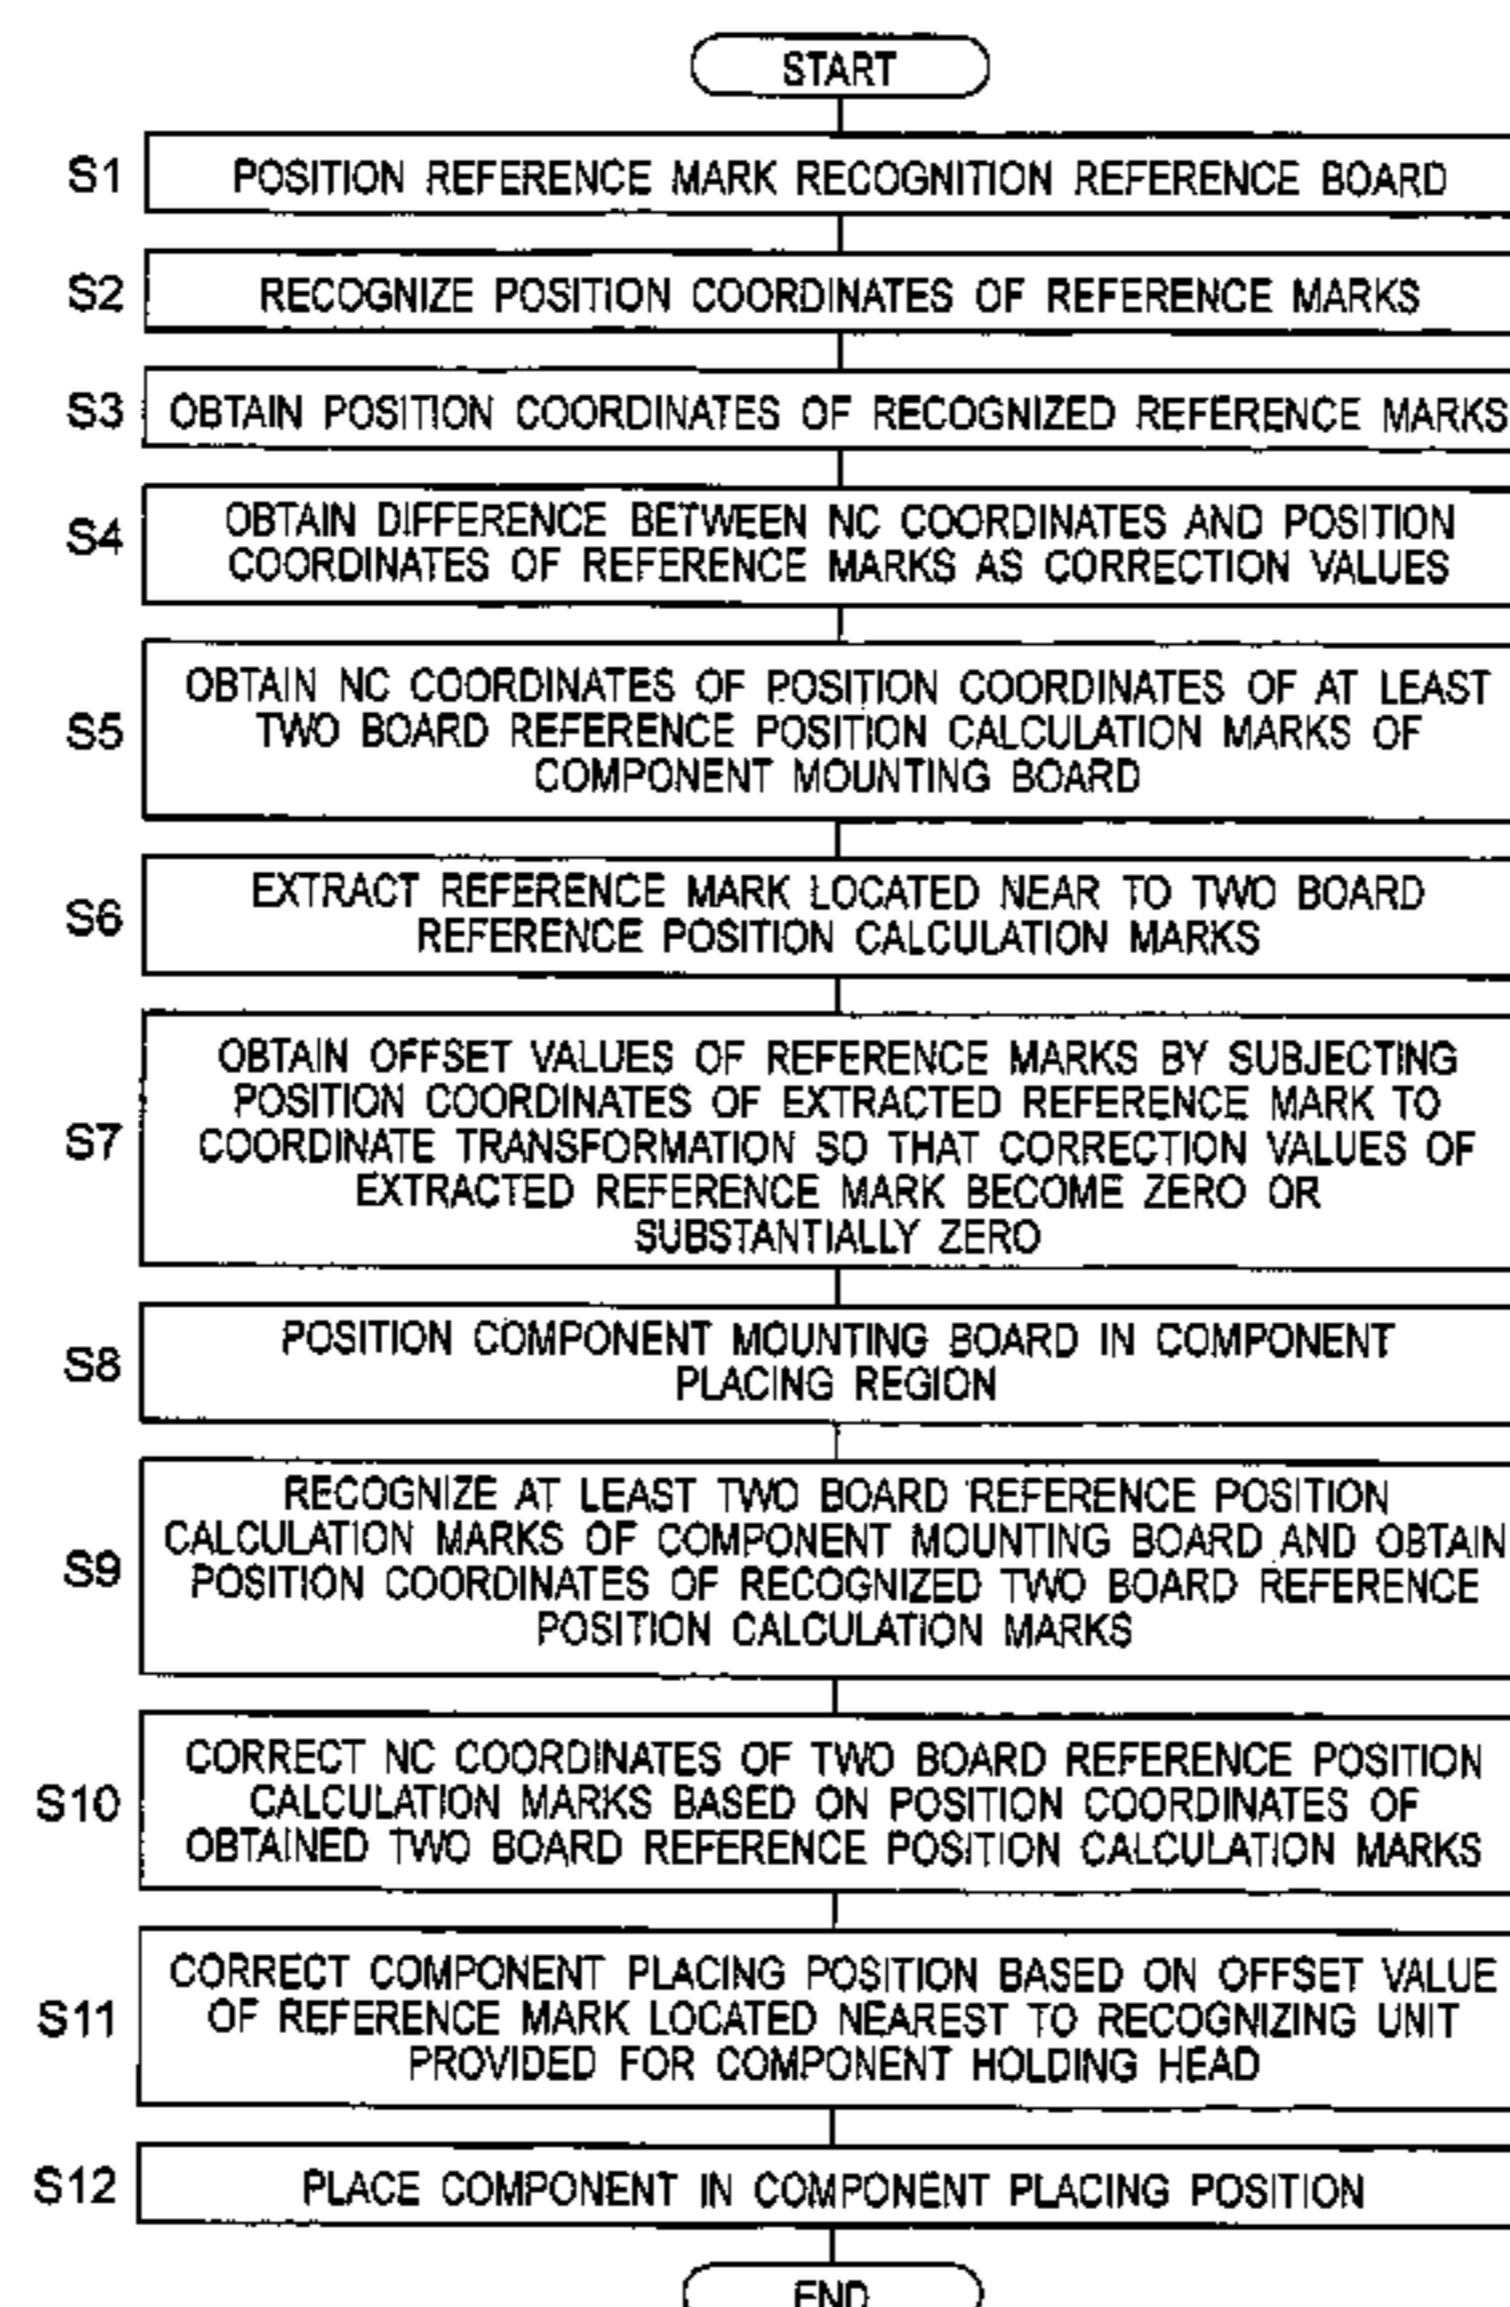 START
S1 POSITION REFERENCE MARK RECOGNITION REFERENCE BOARD
S2 RECOGNIZE POSITION COORDINATES OF REFERENCE MARKS
S3 OBTAIN POSITION COORDINATES OF RECOGNIZED REFERENCE MARKS
S4 OBTAIN DIFFERENCE BETWEEN NC COORDINATES AND POSITION
COORDINATES OF REFERENCE MARKS AS CORRECTION VALUES
S5 OBTAIN NC COORDINATES OF POSITION COORDINATES OF AT LEAST
TWO BOARD REFERENCE POSITION CALCULATION MARKS OF
COMPONENT MOUNTING BOARD
S6 EXTRACT REFERENCE MARK LOCATED NEAR TO TWO BOARD
REFERENCE POSITION CALCULATION MARKS
S7 OBTAIN OFFSET VALUES OF REFERENCE MARKS BY SUBJECTING
POSITION COORDINATES OF EXTRACTED REFERENCE MARK TO
COORDINATE TRANSFORMATION SO THAT CORRECTION VALUES OF
EXTRACTED REFERENCE MARK BECOME ZERO OR
SUBSTANTIALLY ZERO
S8 POSITION COMPONENT MOUNTING BOARD IN COMPONENT
PLACING REGION
S9 RECOGNIZE AT LEAST TWO BOARD REFERENCE POSITION
CALCULATION MARKS OF COMPONENT MOUNTING BOARD AND OBTAIN
POSITION COORDINATES OF RECOGNIZED TWO BOARD REFERENCE
POSITION CALCULATION MARKS
S10 CORRECT NC COORDINATES OF TWO BOARD REFERENCE POSITION
CALCULATION MARKS BASED ON POSITION COORDINATES OF
OBTAINED TWO BOARD REFERENCE POSITION CALCULATION MARKS
S11 CORRECT COMPONENT PLACING POSITION BASED ON OFFSET VALUE
OF REFERENCE MARK LOCATED NEAREST TO RECOGNIZING UNIT
PROVIDED FOR COMPONENT HOLDING HEAD
S12 PLACE COMPONENT IN COMPONENT PLACING POSITION
END